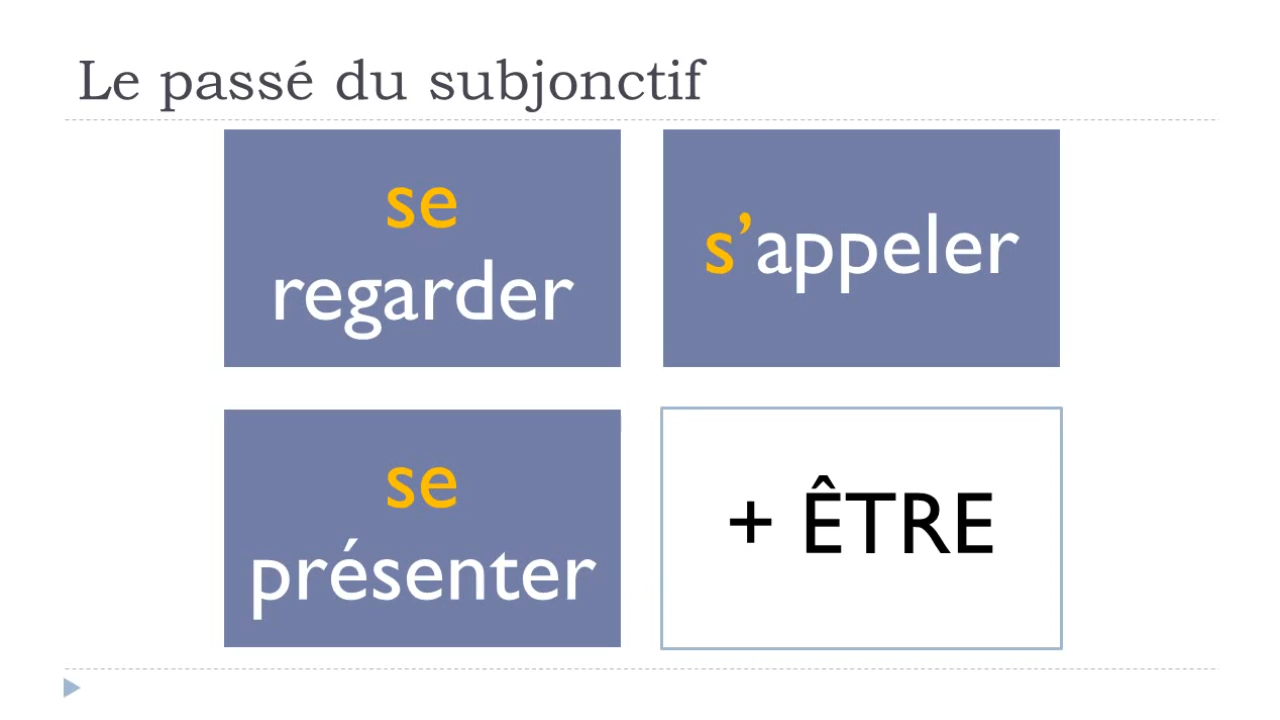 Le passé du subjonctif
se
regarder
s’appeler
se
présenter
+ ÊTRE